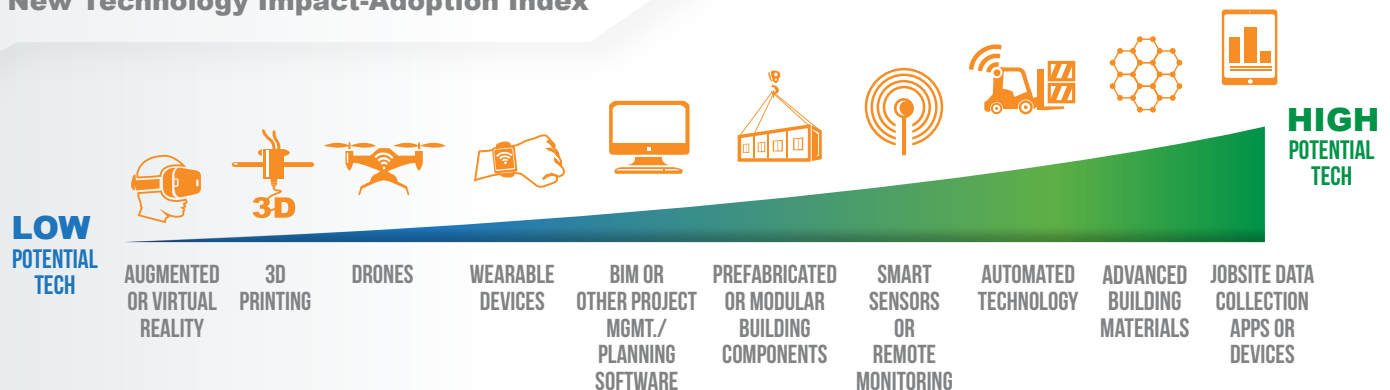 New Technology Impact-Adoption Index
LOW
POTENTIAL
TECH
3D
HIGH
POTENTIAL
TECH
AUGMENTED
OR VIRTUAL
REALITY
3D
PRINTING
DRONES
WEARABLE
DEVICES
BIM OR
OTHER PROJECT
MGMT./
PLANNING
SOFTWARE
PREFABRICATED
OR MODULAR
BUILDING
COMPONENTS
SMART
SENSORS
OR
REMOTE
MONITORING
AUTOMATED
TECHNOLOGY
ADVANCED
BUILDING
MATERIALS
JOBSITE DATA
COLLECTION
APPS OR
DEVICES